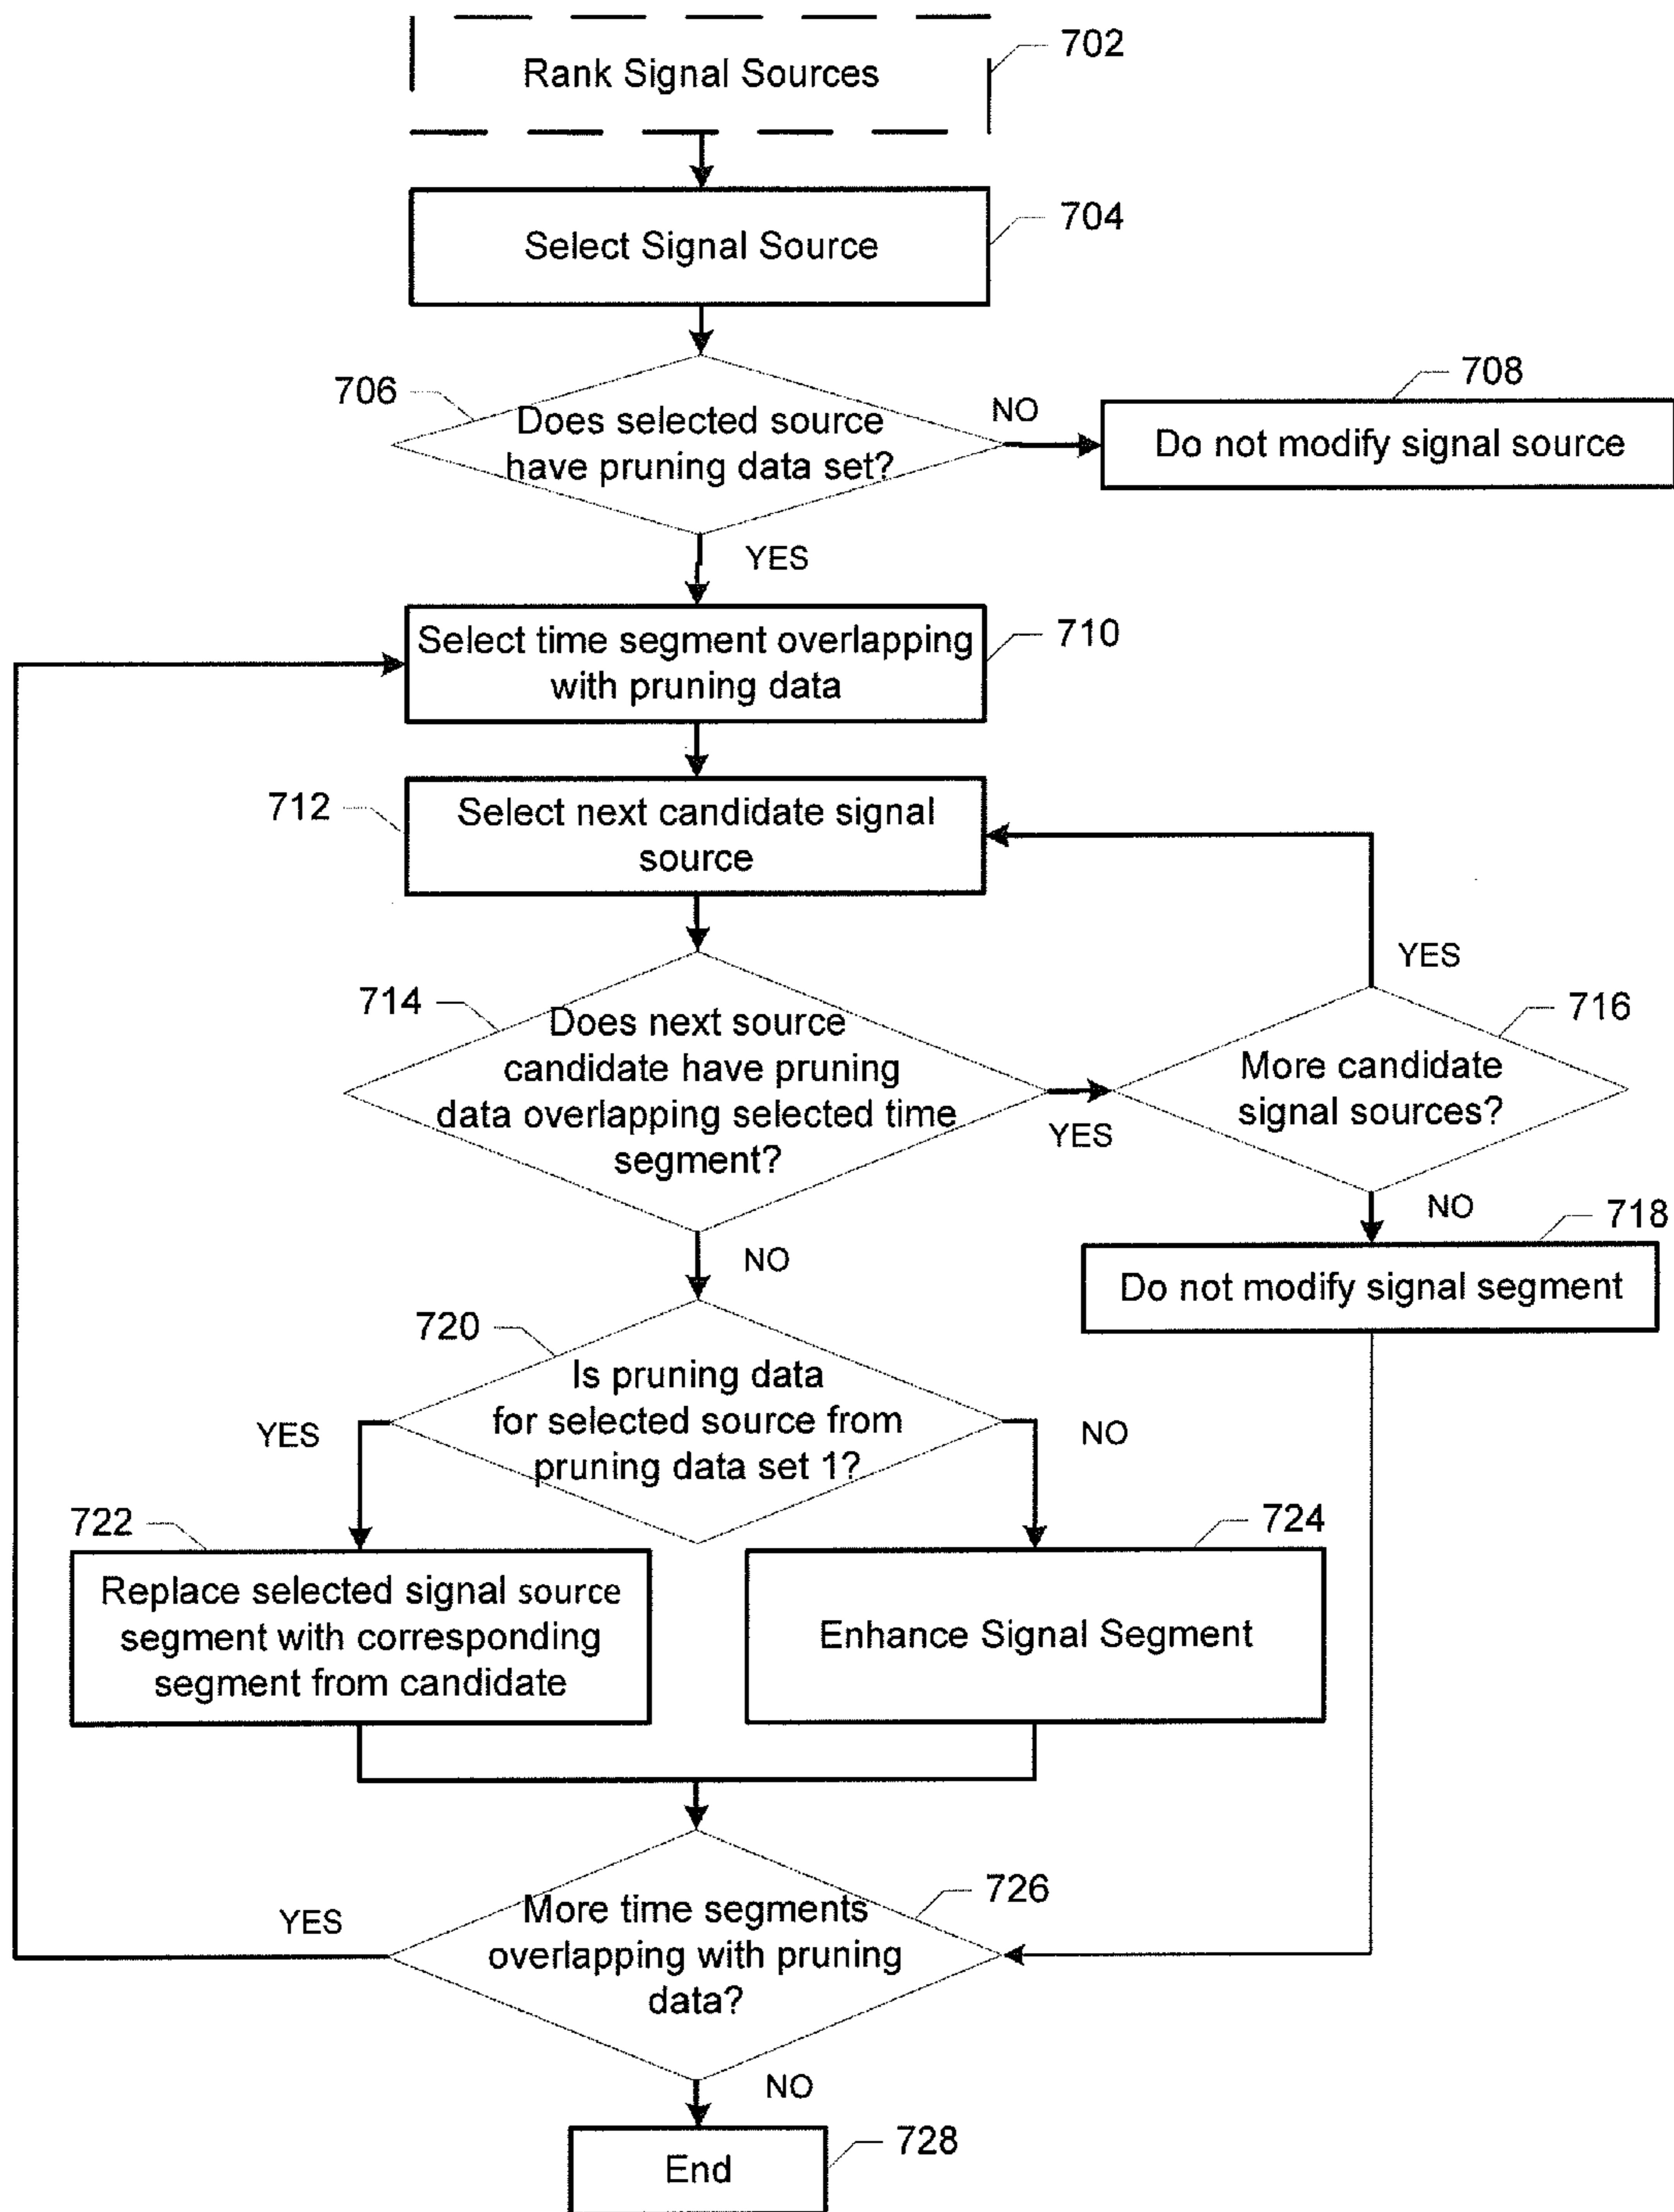 702
Rank Signal Sources
704
Select Signal Source
706
Does selected source
have pruning data set?
NO
708
Do not modify signal source
YES
Select time segment overlapping
with pruning data
710
712
Select next candidate signal
source
YES
714
Does next source
candidate have pruning
data overlapping selected time
segment?
YES
716
More candidate
signal sources?
NO
718
Do not modify signal segment
NO
720
Is pruning data
for selected source from
pruning data set 1?
YES
NO
722
Replace selected signal source
segment with corresponding
segment from candidate
724
Enhance Signal Segment
726
More time segments
overlapping with pruning
data?
YES
NO
End
728